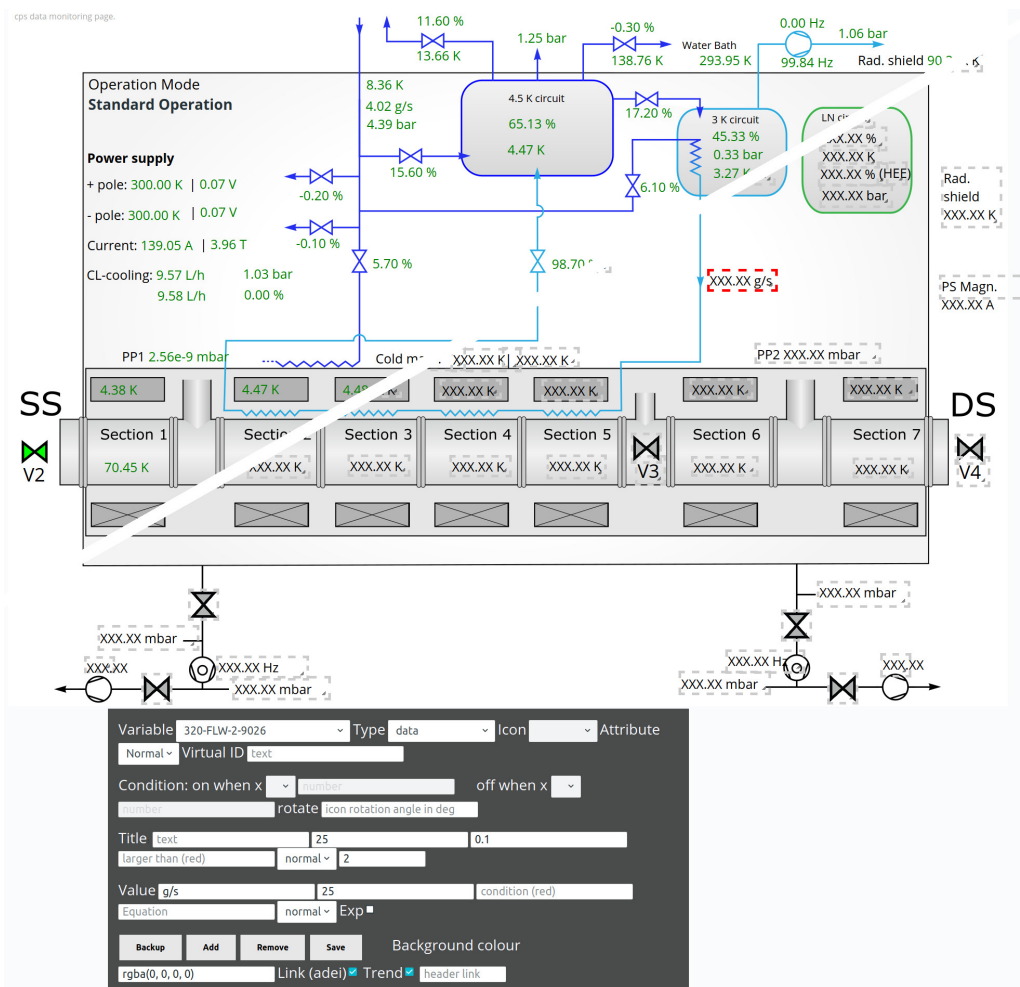 cps data monitoring page.
11.60 %
13.66 K
1.25 bar
-0.30 %
138.76 K
Water Bath
293.95 K
0.00 Hz
99.84 Hz
1.06 bar
Rad. shield 90
K
Operation Mode
Standard Operation
8.36 K
4.02 g/s
4.39 bar
4.5 K circuit
65.13 %
4.47 K
17.20 %
3 K circuit
45.33 %
0.33 bar
3.27 K
LN
XX.XX %
XXX.XX K
XXX.XX % (HEE)
XXX.XX bar
Power supply
+ pole: 300.00 K | 0.07 V
- pole: 300.00 K | 0.07 V
Current: 139.05 A | 3.96 T
CL-cooling: 9.57 L/h 1.03 bar
9.58 L/h 0.00 %
15.60 %
-0.20 %
-0.10 %
6.10 %
5.70 %
98.70
XXX.XX g/s
Rad.
shield
XXX.XX K
PS Magn.
XXX.XX A
PP1 2.56e-9 mbar
Cold
XXX.XX K| XXX.XX K
PP2 XXX.XX mbar
4.38 K
4.47 K
4.48 K
XXX.XX K
XXX.XX K
XXX.XX K
XXX.XX K
SS
DS
Section 1
Section 2
Section 3
Section 4
Section 5
Section 6
Section 7
70.45 K
XXX.XX K
XXX.XX K
XXX.XX K
XXX.XX K
XXX.XX K
XXX.XX K
V2
V3
V4
XXX.XX mbar
XXX.XX mbar
XXX.XX
XXX.XX Hz
XXX.XX mbar
XXX.XX Hz
XXX.XX
XXX.XX mbar
Variable 320-FLW-2-9026 Type data Icon Attribute
Normal Virtual ID text
Condition: on when x number off when x
number rotate icon rotation angle in deg
Title text 25 0.1
larger than (red) normal 2
Value g/s 25 condition (red)
Equation normal Exp
Backup Add Remove Save Background colour
rgba(0, 0, 0, 0) Link (adei) Trend header link